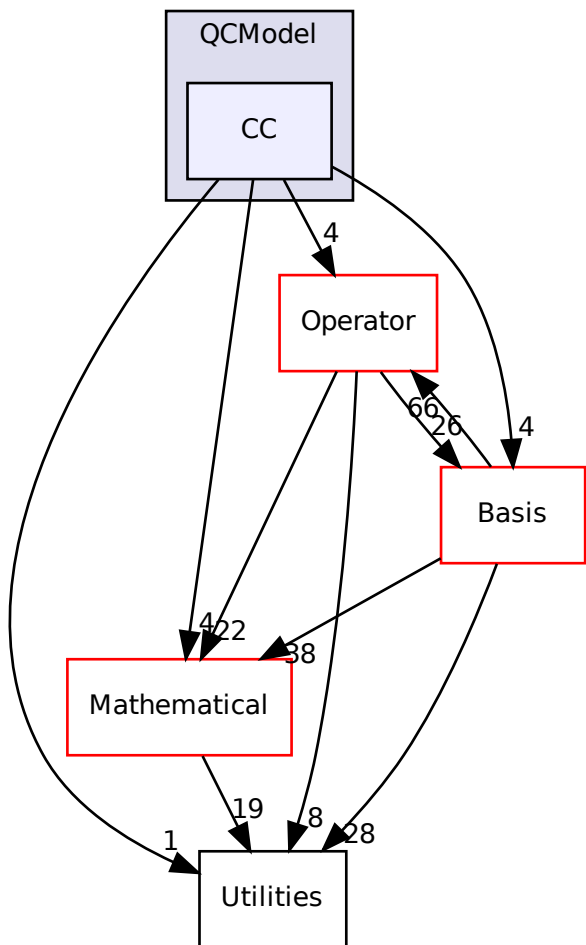 QCModel
CC
4
Operator
66
26
4
Basis
4
22
38
Mathematical
19
8
28
1
Utilities